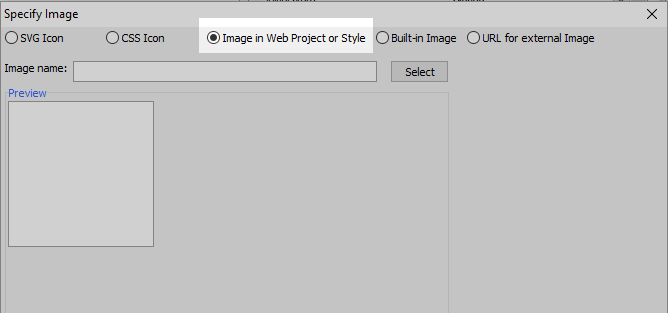 Specify Image
SVG Icon CSS Icon Image in Web Project or Style Built-in Image URL for external Image
Image name: Select
Preview